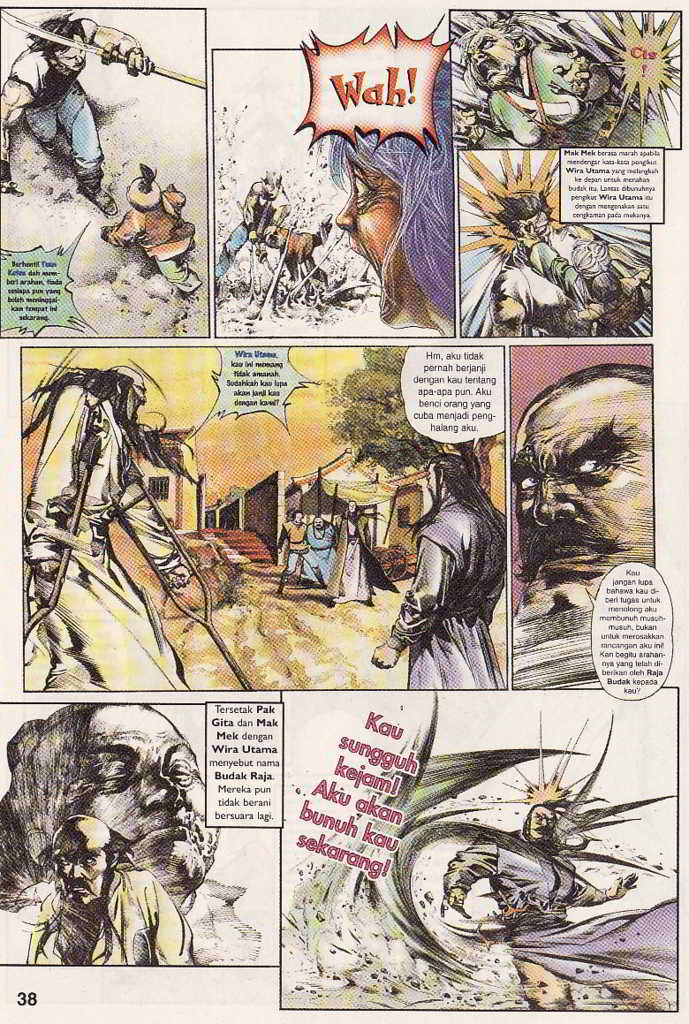 Berhenti! Tuan
Ketua dah mem-
beri arahan, tiada
sesiapa pun yang
boleh meninggal-
kan tempat ini
sekarang.
Wah!
Cis
!
Mak Mek berasa marah apabila
mendengar kata-kata pengikut
Wira Utama yang melangkah
ke depan untuk menahan
budak itu. Lantas dibunuhnya
pengikut Wira Utama itu
dengan mengenakan satu
cengkaman pada mukanya.
Wira Utama,
kau ini memang
tidak amanah.
Sudahkah kau lupa
akan janji kau
dengan kami?
Hm, aku tidak
pernah berjanji
dengan kau tentang
apa-apa pun. Aku
benci orang yang
cuba menjadi peng-
halang aku.
Kau
jangan lupa
bahawa kau di-
beri tugas untuk
menolong aku
membunuh musuh-
musuh, bukan
untuk merosakkan
rancangan aku ini!
Kan begitu arahan-
nya yang telah di-
berikan oleh Raja
Budak kepada
kau?
Tersetak Pak
Gita dan Mak
Mek dengan
Wira Utama
menyebut nama
Budak Raja.
Mereka pun
tidak berani
bersuara lagi.
Kau
sungguh
kejam!
Aku akan
bunuh kau
sekarang!
38